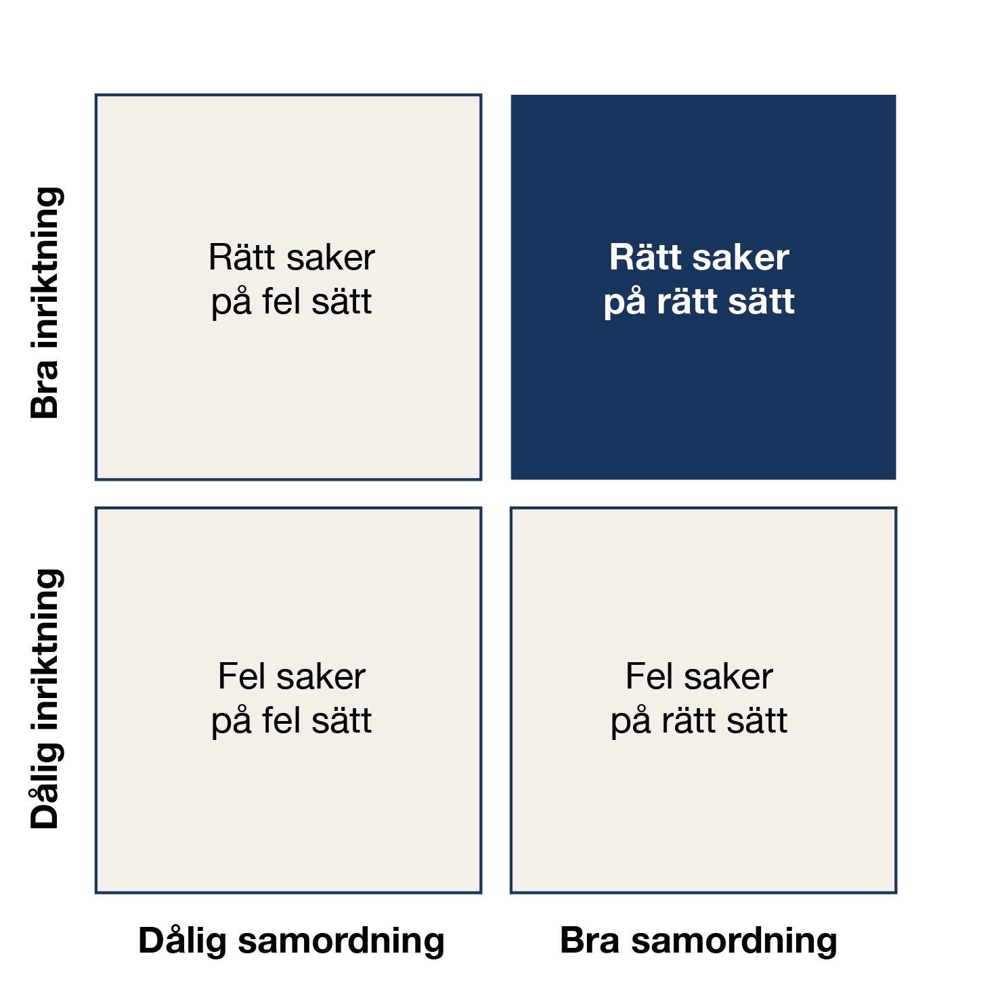 Bra inriktning
Rätt saker
på fel sätt
Rätt saker
på rätt sätt
Dålig inriktning
Fel saker
på fel sätt
Fel saker
på rätt sätt
Dålig samordning
Bra samordning